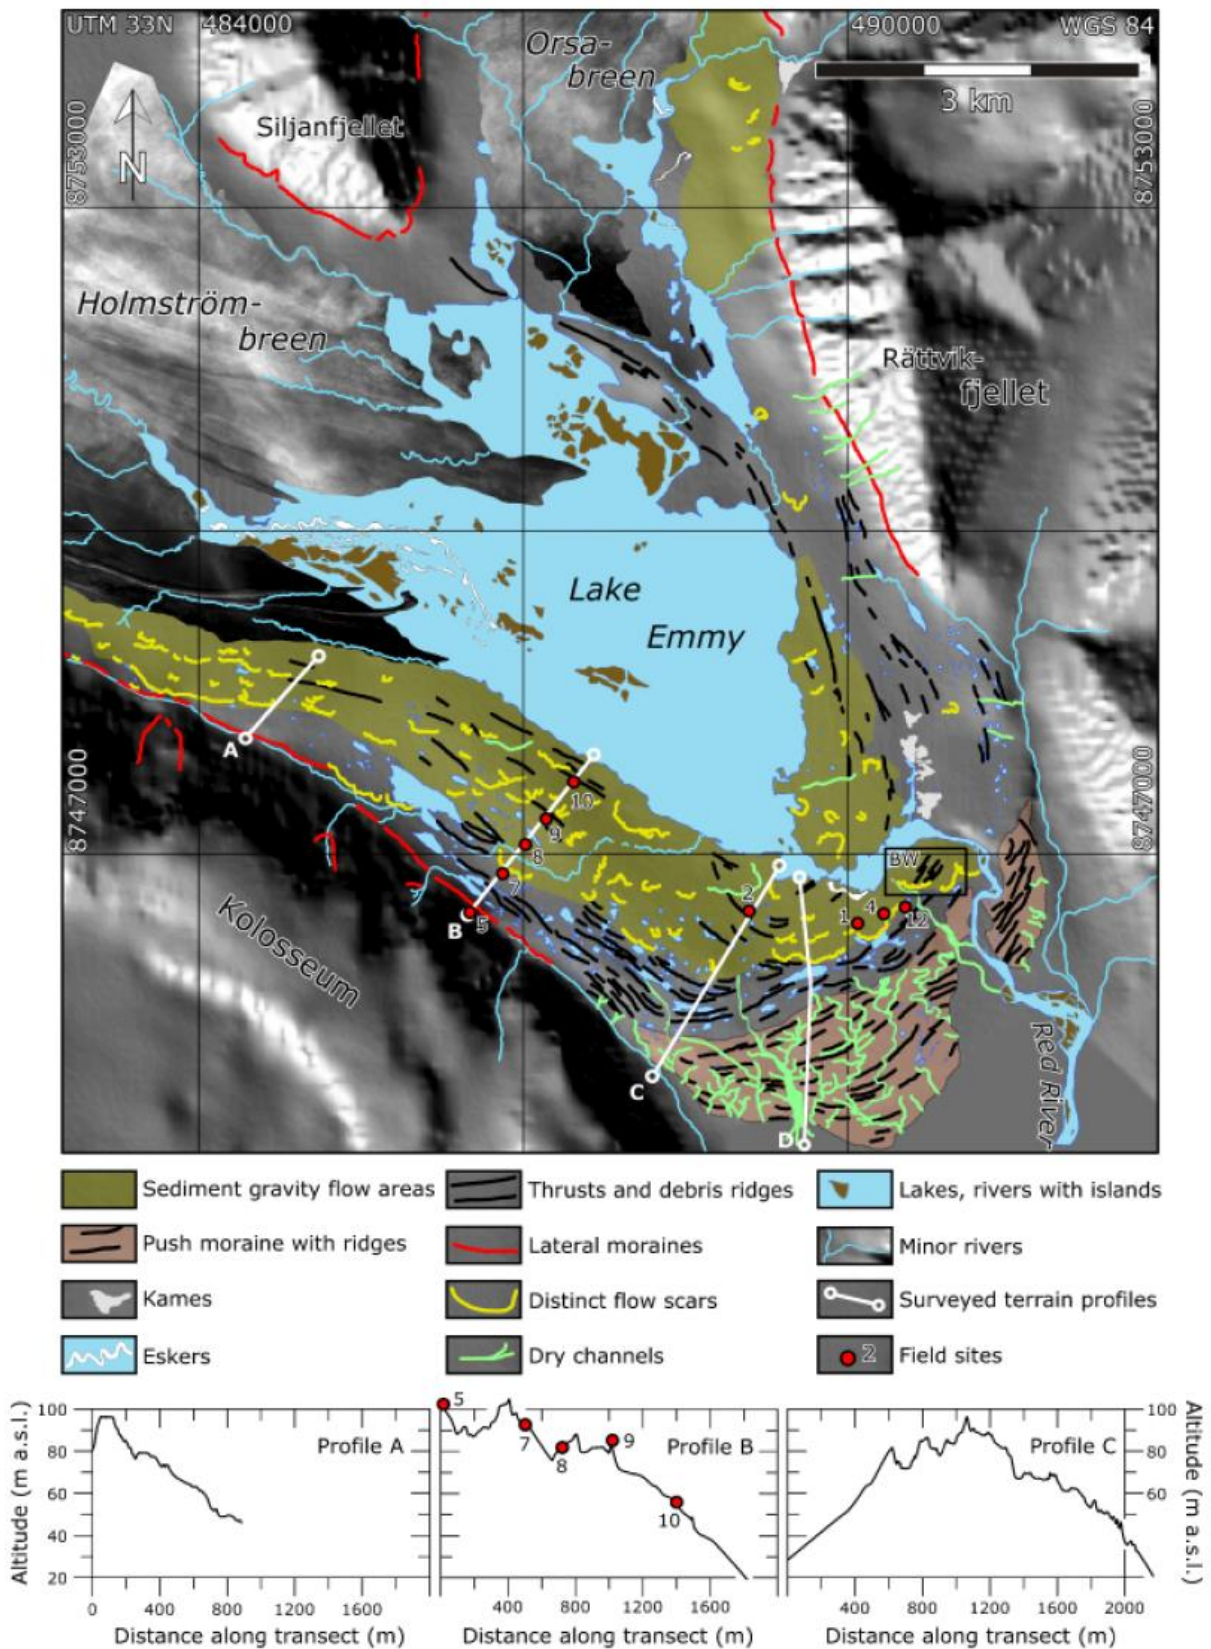 UTM 33N 484000 490000 WGS 84
Orsa-
breen
3 km
Siljanfjellet
N
8753000
8753000
Holmström-
breen
Rättvik-
fjellet
Lake
Emmy
A
8747000
8747000
10
9
8
7
BW
2
1
4
12
B
5
Kolosseum
C
D
Red River
Sediment gravity flow areas
Thrusts and debris ridges
Lakes, rivers with islands
Push moraine with ridges
Lateral moraines
Minor rivers
Kames
Distinct flow scars
Surveyed terrain profiles
Eskers
Dry channels
2
Field sites
Altitude (m a.s.l.)
100
80
60
40
20
Profile A
0 400 1200 1600
Distance along transect (m)
5
7
8
9
10
Profile B
400 800 1200 1600
Distance along transect (m)
Profile C
100
80
60
400 800 1200 1600 2000
Distance along transect (m)
Altitude (m a.s.l.)